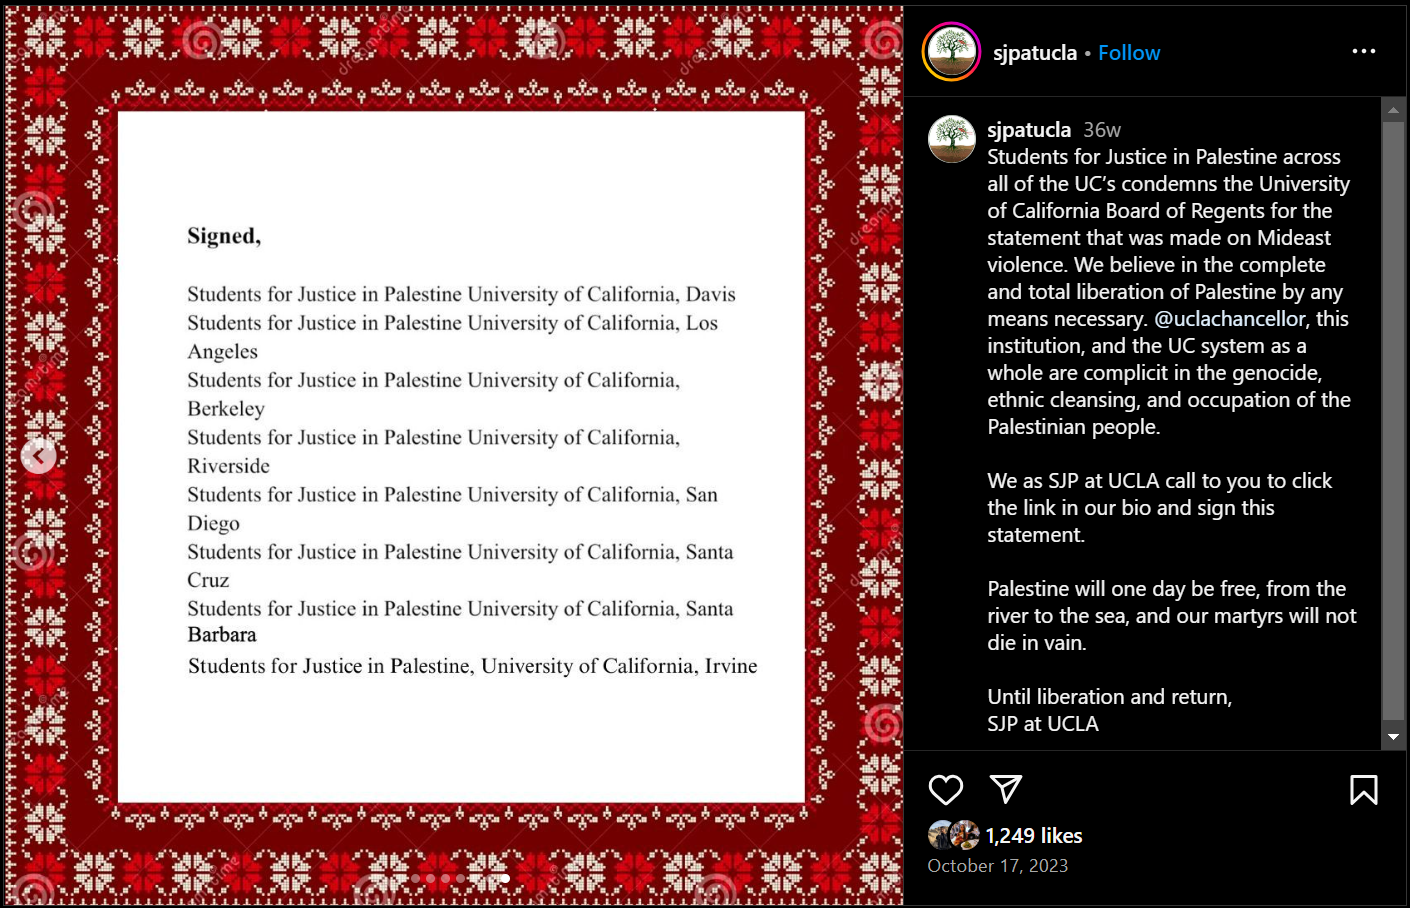 Signed,
Students for Justice in Palestine University of California, Davis
Students for Justice in Palestine University of California, Los
Angeles
Students for Justice in Palestine University of California,
Berkeley
Students for Justice in Palestine University of California,
Riverside
Students for Justice in Palestine University of California, San
Diego
Students for Justice in Palestine University of California, Santa
Cruz
Students for Justice in Palestine University of California, Santa
Barbara
Students for Justice in Palestine, University of California, Irvine
dreamstime
dreamstime
dreamstime
sjpatucla • Follow
sjpatucla 36w
Students for Justice in Palestine across
all of the UC’s condemns the University
of California Board of Regents for the
statement that was made on Mideast
violence. We believe in the complete
and total liberation of Palestine by any
means necessary. @uclachancellor, this
institution, and the UC system as a
whole are complicit in the genocide,
ethnic cleansing, and occupation of the
Palestinian people.
We as SJP at UCLA call to you to click
the link in our bio and sign this
statement.
Palestine will one day be free, from the
river to the sea, and our martyrs will not
die in vain.
Until liberation and return,
SJP at UCLA
1,249 likes
October 17, 2023